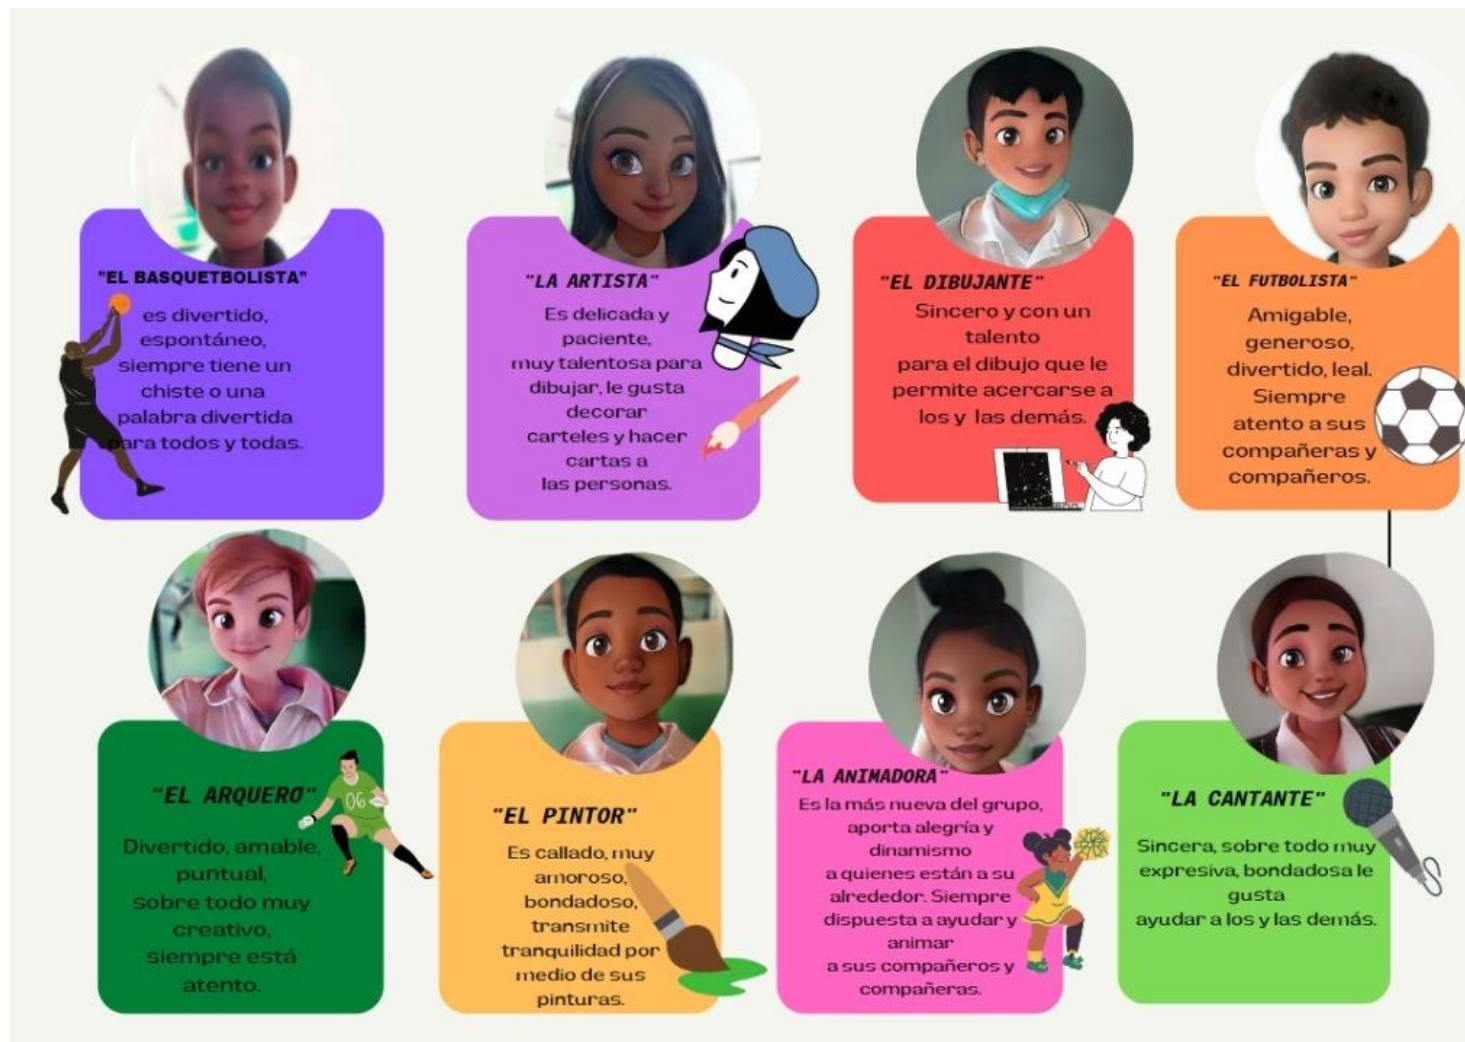 "EL BASQUETBOLISTA"
es divertido,
espontáneo,
siempre tiene un
chiste o una
palabra divertida
para todos y todas.
"LA ARTISTA"
Es delicada y
paciente,
muy talentosa para
dibujar, le gusta
decorar
carteles y hacer
cartas a
las personas.
"EL DIBUJANTE"
Sincero y con un
talento
para el dibujo que le
permite acercarse a
los y las demás.
"EL FUTBOLISTA"
Amigable,
generoso,
divertido, leal.
Siempre
atento a sus
compañeras y
compañeros.
"EL ARQUERO"
06
Divertido, amable,
puntual,
sobre todo muy
creativo,
siempre está
atento.
"EL PINTOR"
Es callado, muy
amoroso,
bondadoso,
transmite
tranquilidad por
medio de sus
pinturas.
"LA ANIMADORA"
Es la más nueva del grupo,
aporta alegría y
dinamismo
a quienes están a su
alrededor. Siempre
dispuesta a ayudar y
animar
a sus compañeros y
compañeras.
"LA CANTANTE"
Sincera, sobre todo muy
expresiva, bondadosa le
gusta
ayudar a los y las demás.